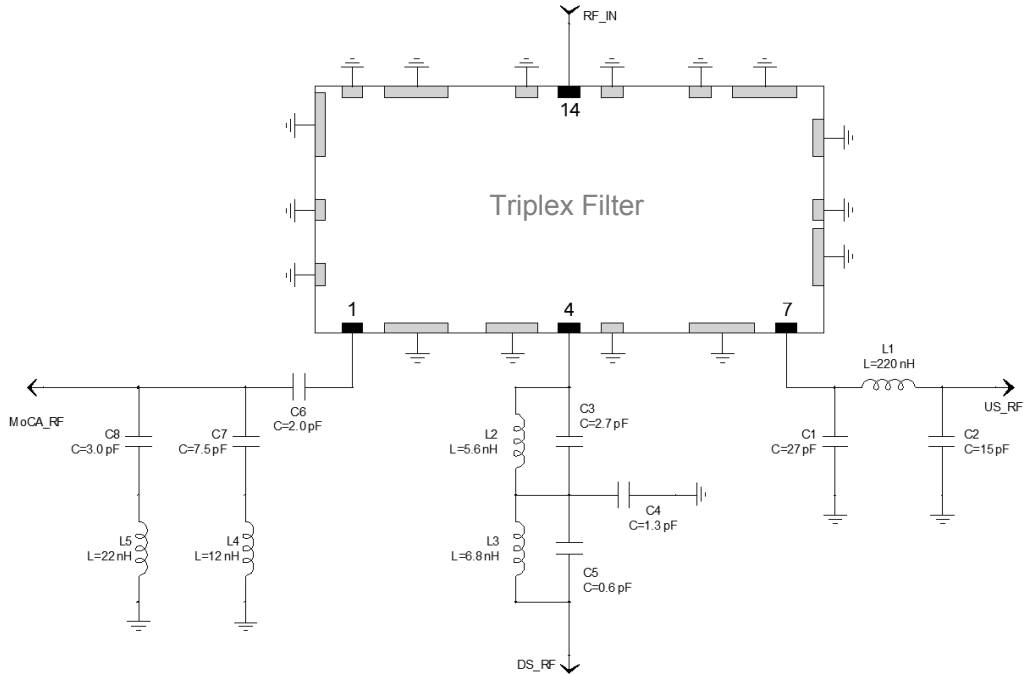 RF_IN
14
Triplex Filter
1
4
7
L1
L=220 nH
MoCA_RF
US_RF
C8
C=3.0 pF
C7
C=7.5 pF
C6
C=2.0 pF
L2
L=5.6 nH
C3
C=2.7 pF
C1
C=27 pF
C2
C=15 pF
C4
C=1.3 pF
L5
L=22 nH
L4
L=12 nH
L3
L=6.8 nH
C5
C=0.6 pF
DS_RF